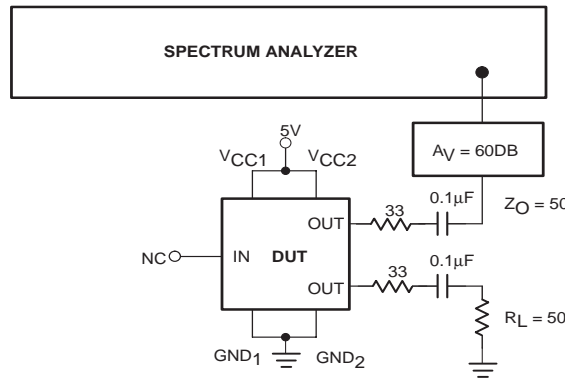 SPECTRUM ANALYZER
5V
VCC1
VCC2
AV = 60DB
0.1µF
ZO = 50
33
OUT
NC
IN
DUT
0.1µF
33
OUT
RL = 50
GND1
GND2